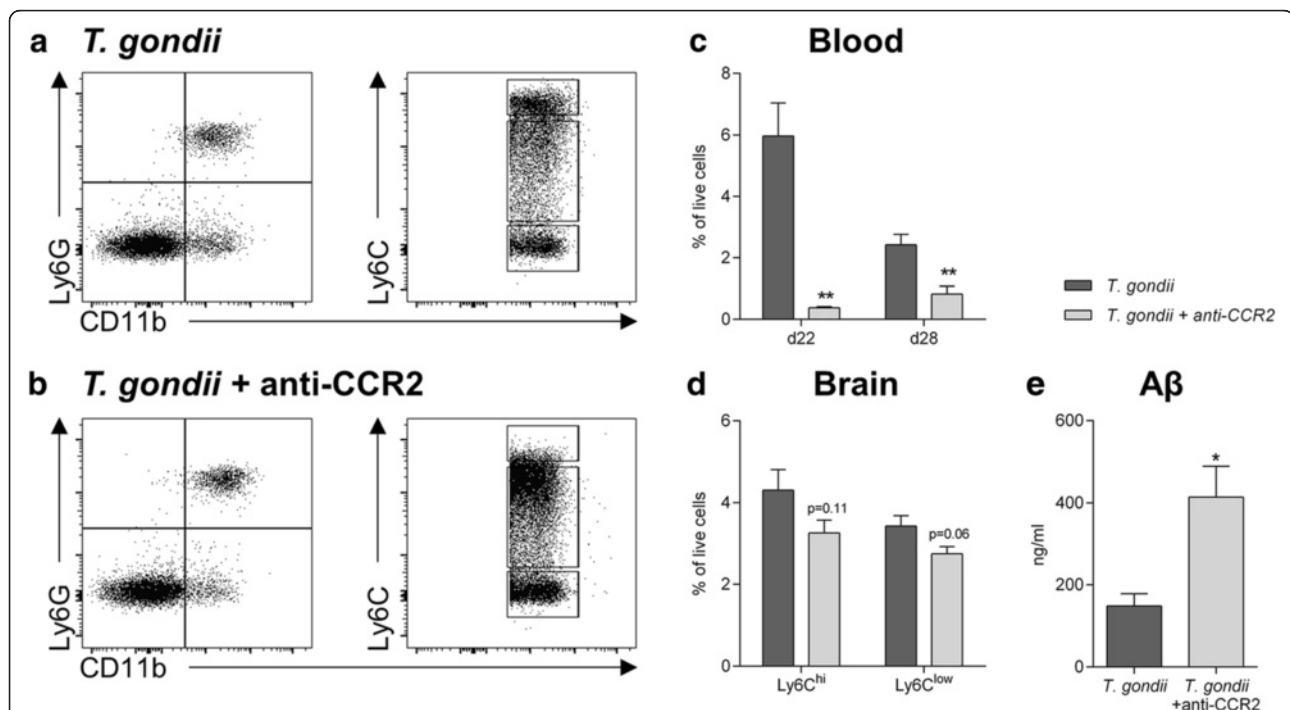 a T. gondii
Ly6G
CD11b
Ly6C
b T. gondii + anti-CCR2
Ly6G
CD11b
Ly6C
c Blood
% of live cells
8
6
4
2
0
**
**
d22
d28
T. gondii
T. gondii + anti-CCR2
d Brain
% of live cells
6
4
2
0
p=0.11
p=0.06
Ly6Chi
Ly6Clow
e Aβ
ng/ml
600
400
200
0
*
T. gondii
T. gondii
+anti-CCR2